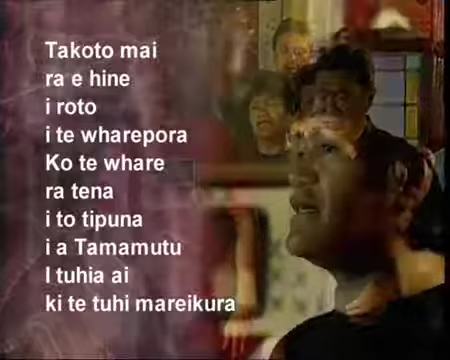 Takoto mai
ra e hine
i roto
i te wharepora
Ko te whare
ra tena
i to tipuna
i a Tamamutu
I tuhia ai
ki te tuhi mareikura